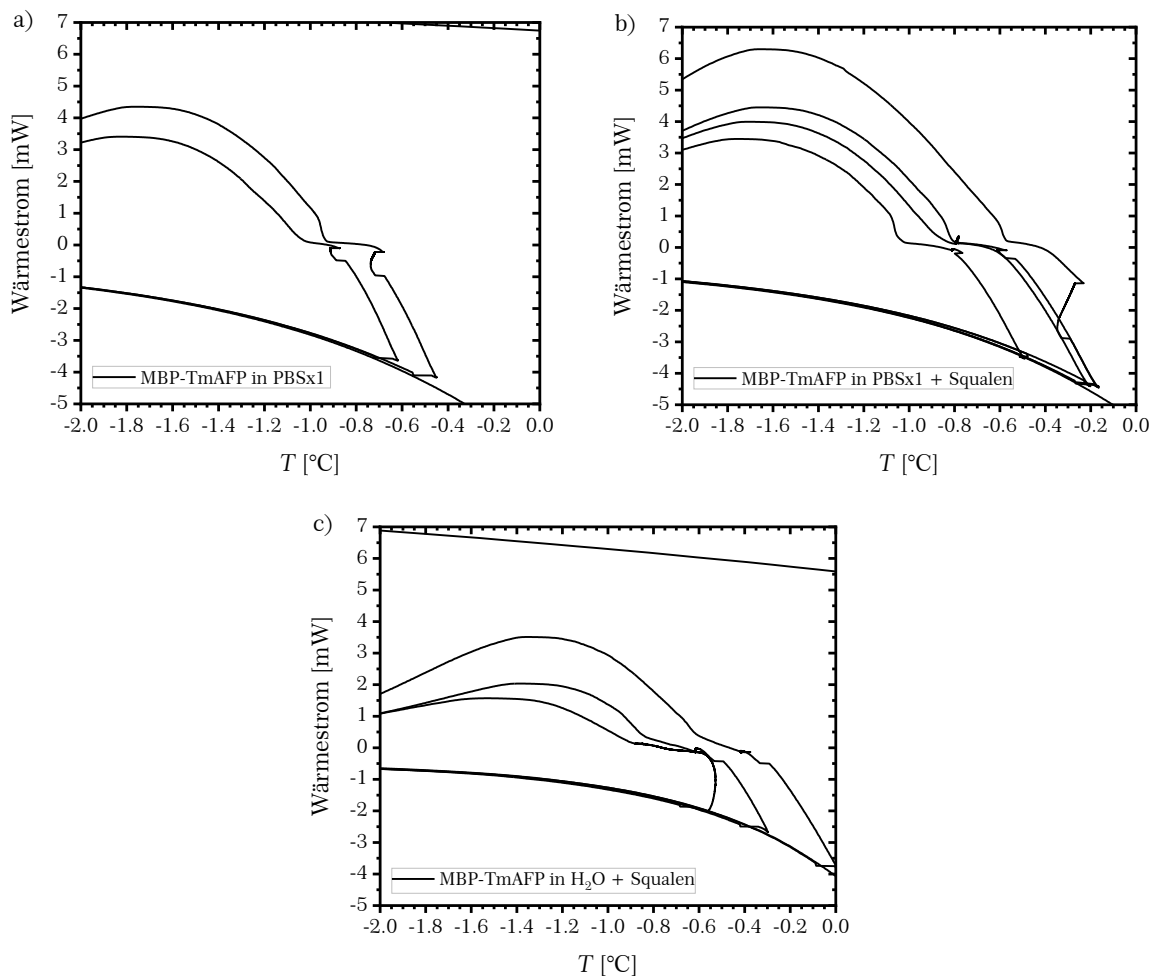 a)
7
6
5
4
3
2
1
0
-1
-2
-3
-4
-5
Wärmestrom [mW]
MBP-TmAFP in PBSx1
-2.0 -1.8 -1.6 -1.4 -1.2 -1.0 -0.8 -0.6 -0.4 -0.2 0.0
T [°C]
b)
7
6
5
4
3
2
1
0
-1
-2
-3
-4
-5
Wärmestrom [mW]
MBP-TmAFP in PBSx1 + Squalen
-2.0 -1.8 -1.6 -1.4 -1.2 -1.0 -0.8 -0.6 -0.4 -0.2 0.0
T [°C]
c)
7
6
5
4
3
2
1
0
-1
-2
-3
-4
-5
Wärmestrom [mW]
MBP-TmAFP in H₂O + Squalen
-2.0 -1.8 -1.6 -1.4 -1.2 -1.0 -0.8 -0.6 -0.4 -0.2 0.0
T [°C]